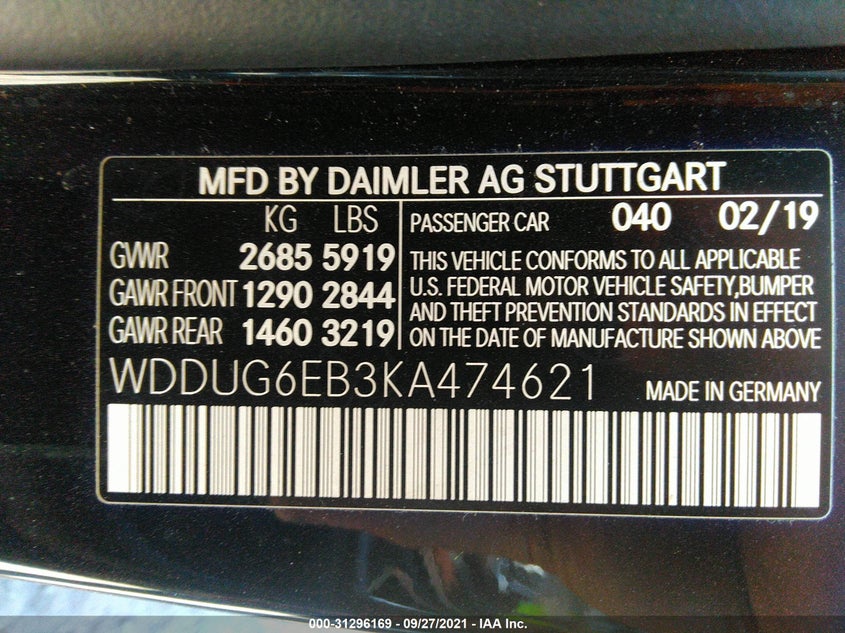 MFD BY DAIMLER AG STUTTGART
KG LBS
GVWR 2685 5919
GAWR FRONT 1290 2844
GAWR REAR 1460 3219
PASSENGER CAR 040 02/19
THIS VEHICLE CONFORMS TO ALL APPLICABLE
U.S. FEDERAL MOTOR VEHICLE SAFETY,BUMPER
AND THEFT PREVENTION STANDARDS IN EFFECT
ON THE DATE OF MANUFACTURE SHOWN ABOVE
WDDUG6EB3KA474621 MADE IN GERMANY
000-31296169 - 09/27/2021 - IAA Inc.